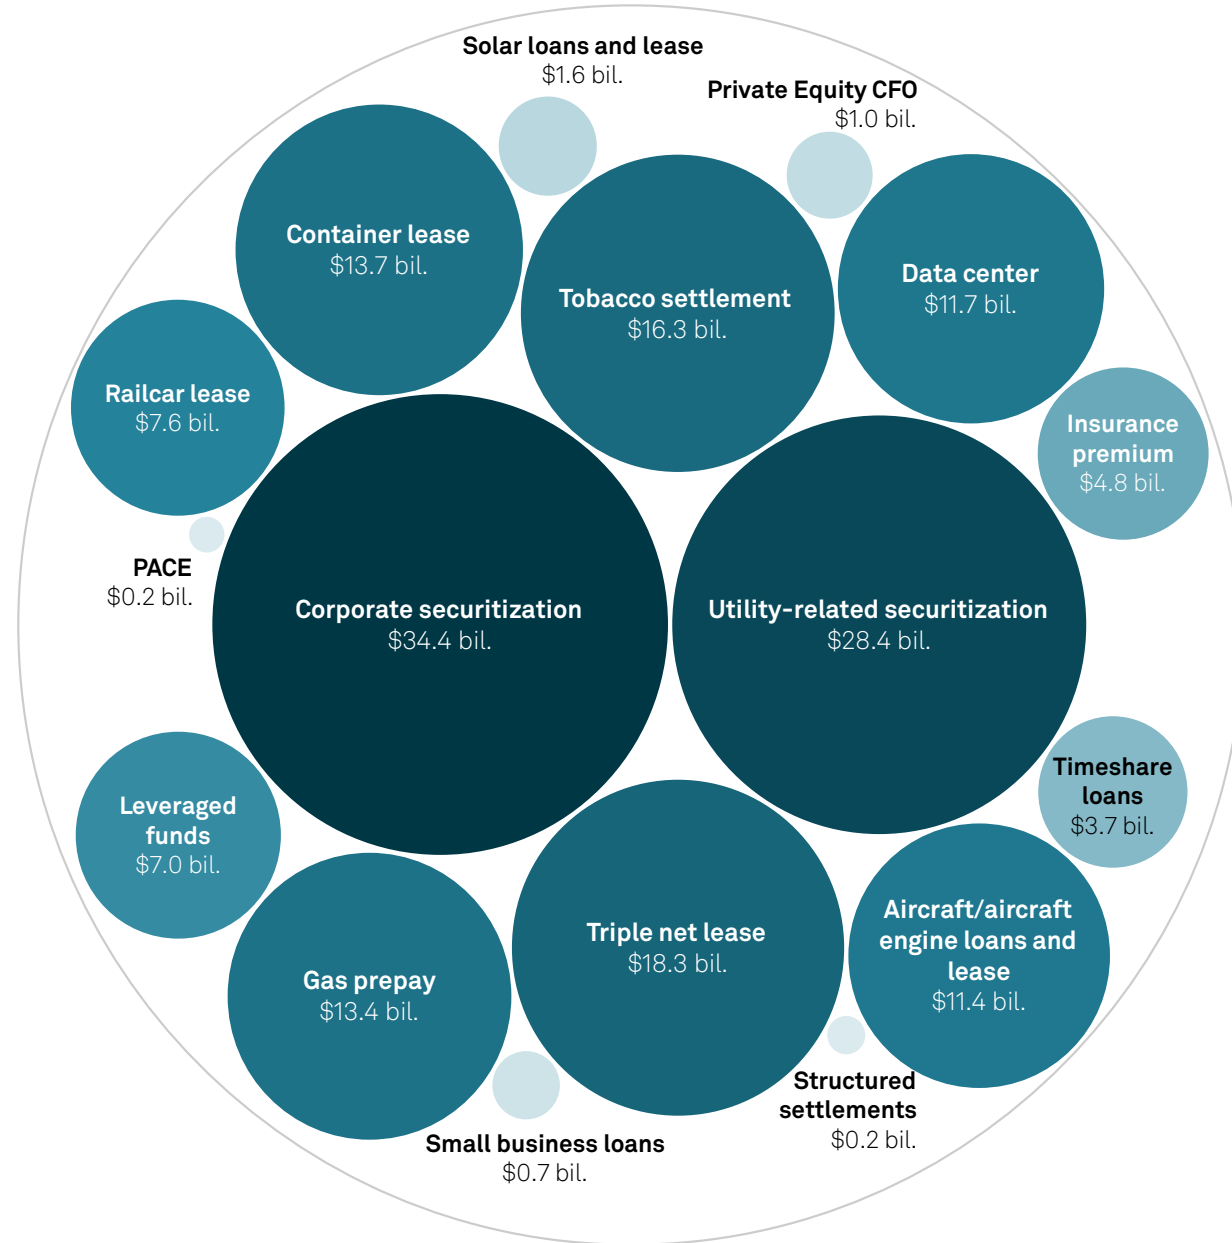 Solar loans and lease
$1.6 bil.
Private Equity CFO
$1.0 bil.
Container lease
$13.7 bil.
Tobacco settlement
$16.3 bil.
Data center
$11.7 bil.
Railcar lease
$7.6 bil.
Insurance
premium
$4.8 bil.
PACE
$0.2 bil.
Corporate securitization
$34.4 bil.
Utility-related securitization
$28.4 bil.
Leveraged
funds
$7.0 bil.
Timeshare
loans
$3.7 bil.
Triple net lease
$18.3 bil.
Aircraft/aircraft
engine loans and
lease
$11.4 bil.
Gas prepay
$13.4 bil.
Structured
settlements
$0.2 bil.
Small business loans
$0.7 bil.